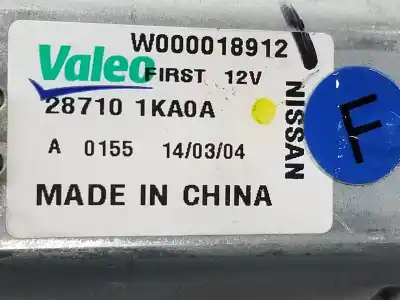 W000018912
Valeo FIRST 12V
28710 1KA0A
A 0155 14/03/04
MADE IN CHINA
NISSAN
F